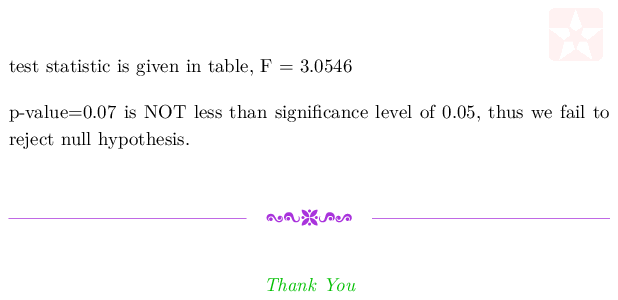 test statistic is given in table, F = 3.0546
p-value=0.07 is NOT less than significance level of 0.05, thus we fail to
reject null hypothesis.
Thank You